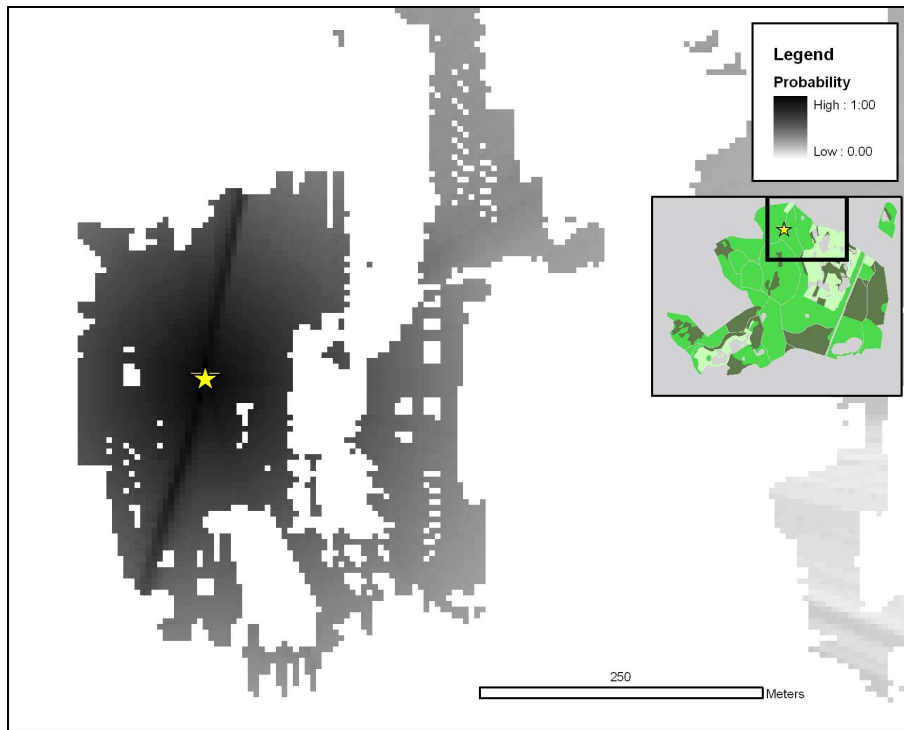 Legend
Probability
High : 1:00
Low : 0.00
250
Meters